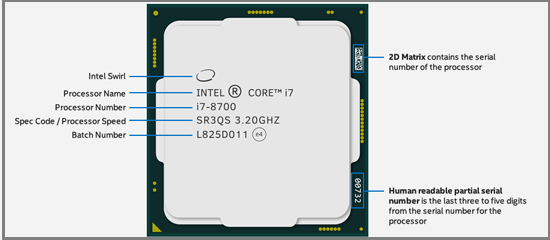 Intel Swirl
Processor Name
Processor Number
Spec Code / Processor Speed
Batch Number
INTEL ® CORE™ i7
i7-8700
SR3QS 3.20GHZ
L825D011 e4
2D Matrix contains the serial
number of the processor
00732
Human readable partial serial
number is the last three to five digits
from the serial number for the
processor